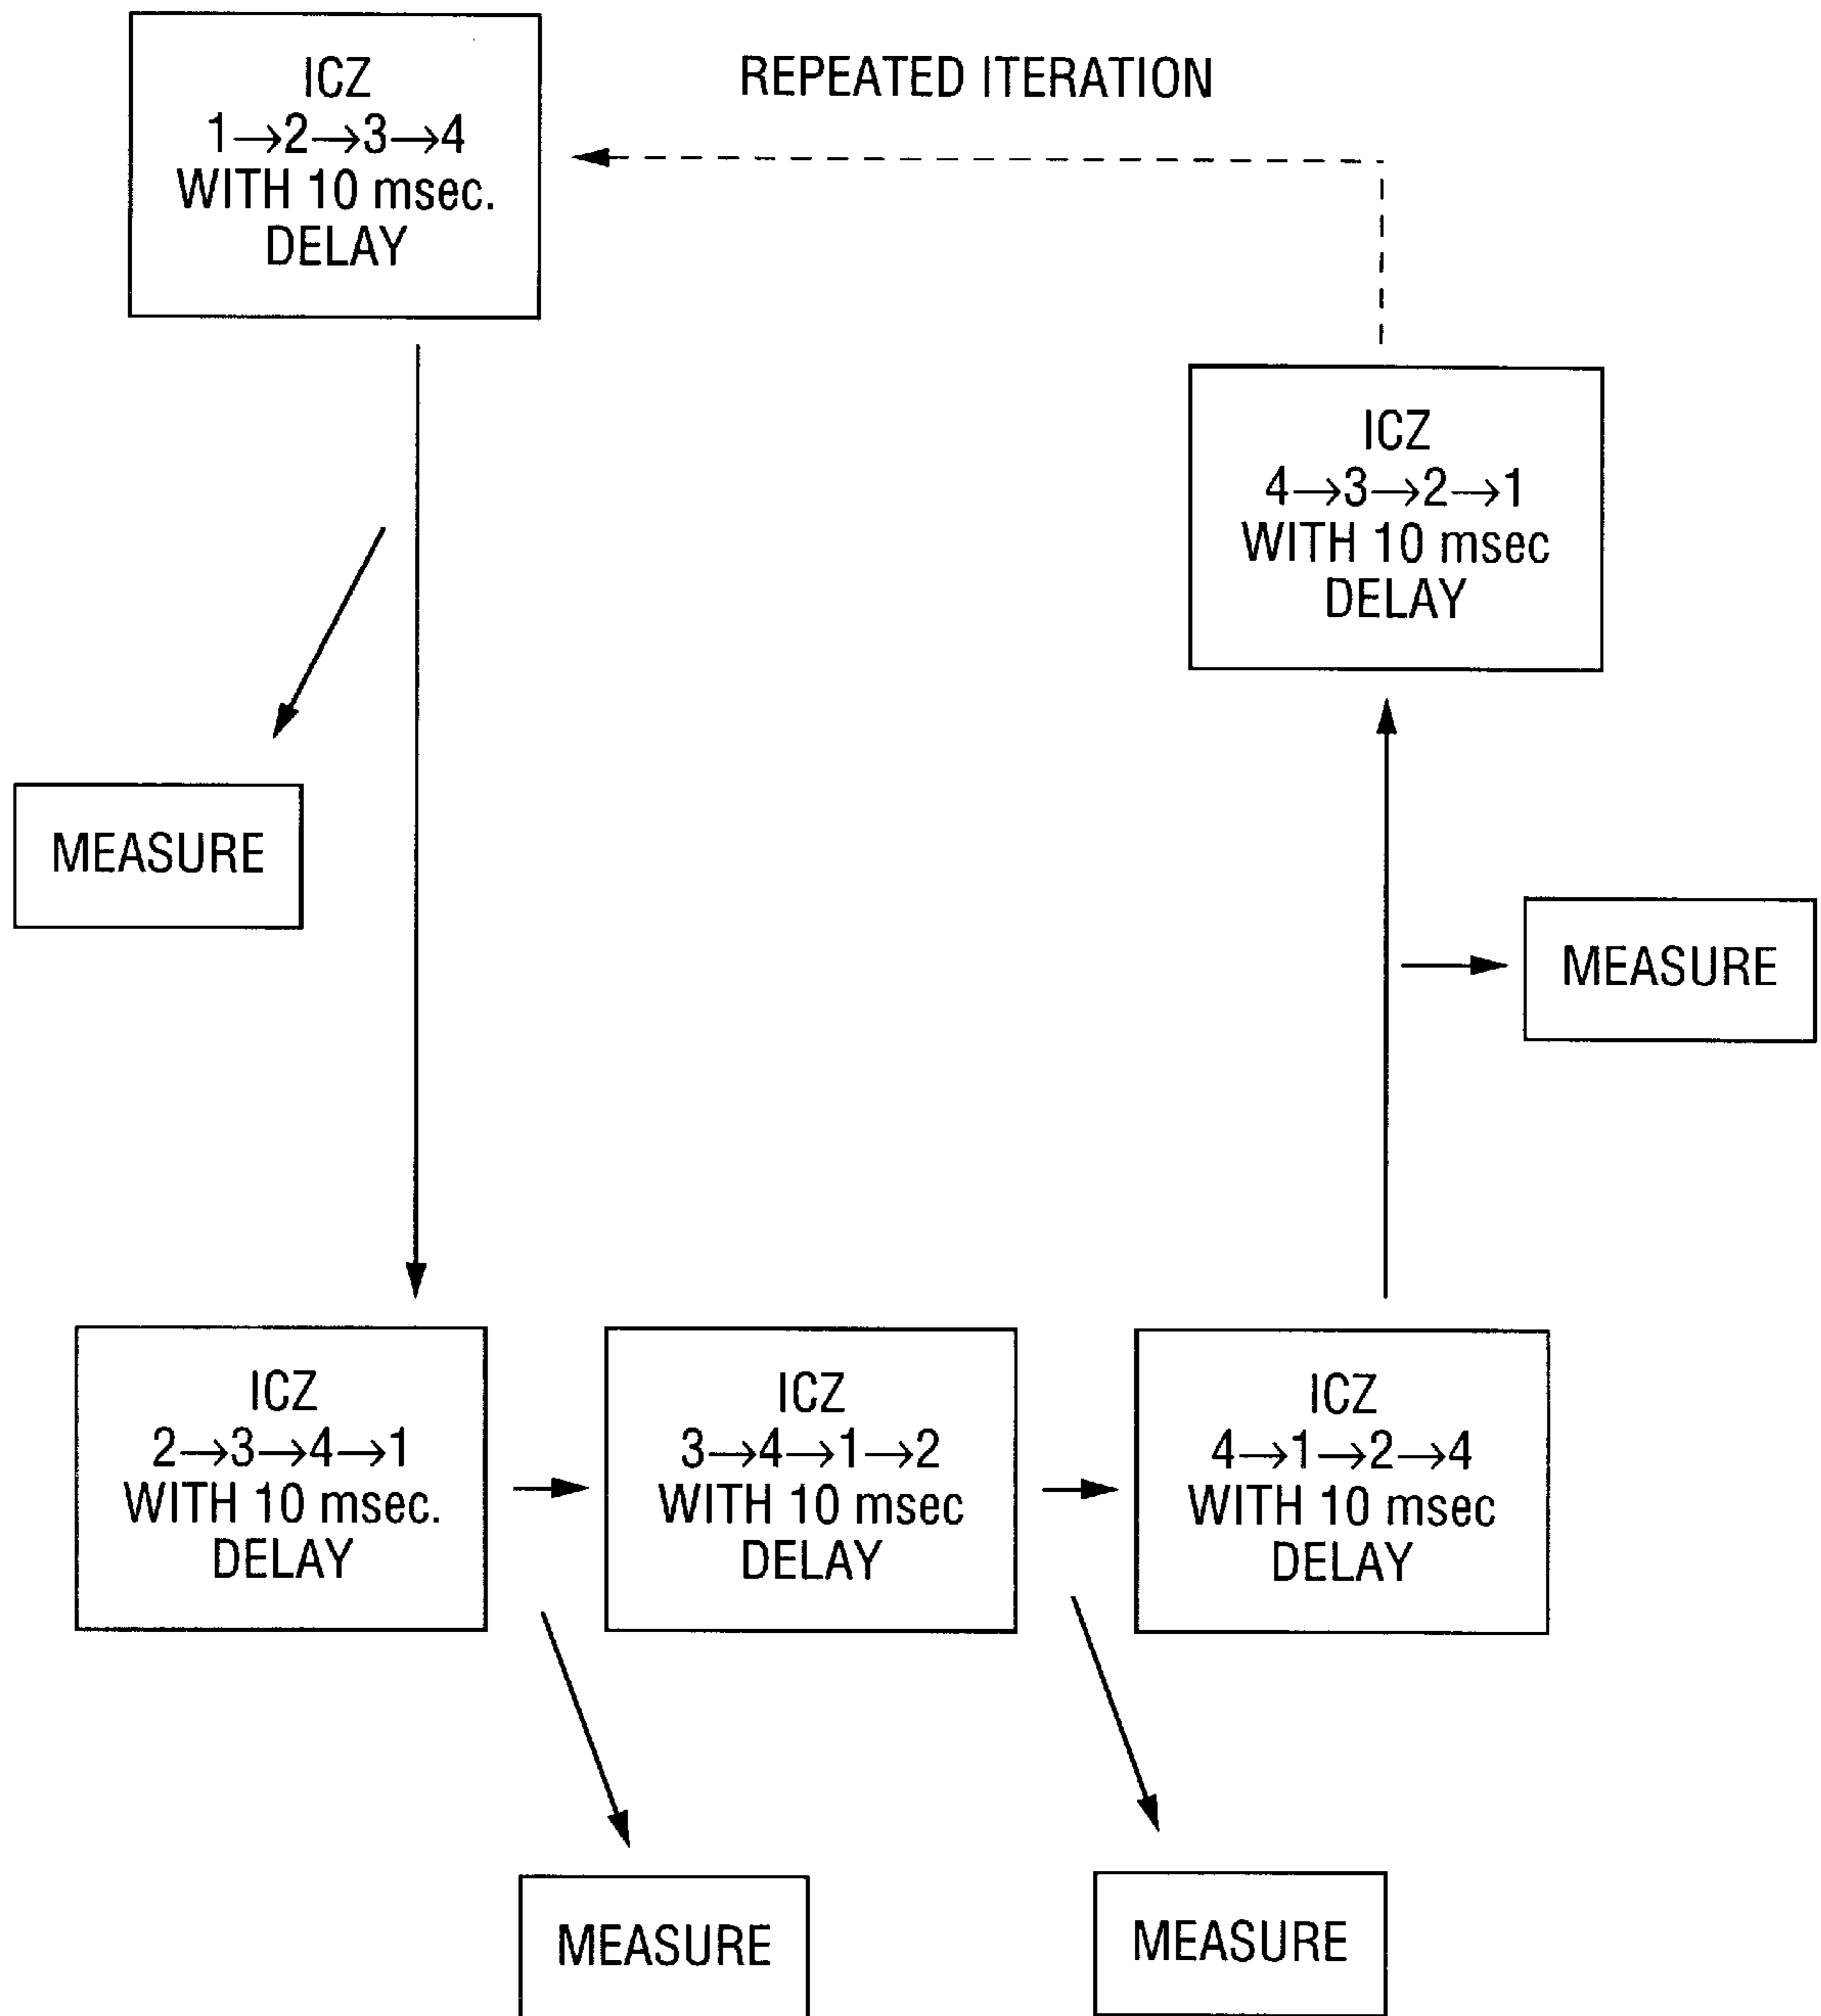 ICZ
1→2→3→4
WITH 10 msec.
DELAY
REPEATED ITERATION
ICZ
4→3→2→1
WITH 10 msec
DELAY
MEASURE
MEASURE
ICZ
2→3→4→1
WITH 10 msec.
DELAY
ICZ
3→4→1→2
WITH 10 msec
DELAY
ICZ
4→1→2→4
WITH 10 msec
DELAY
MEASURE
MEASURE